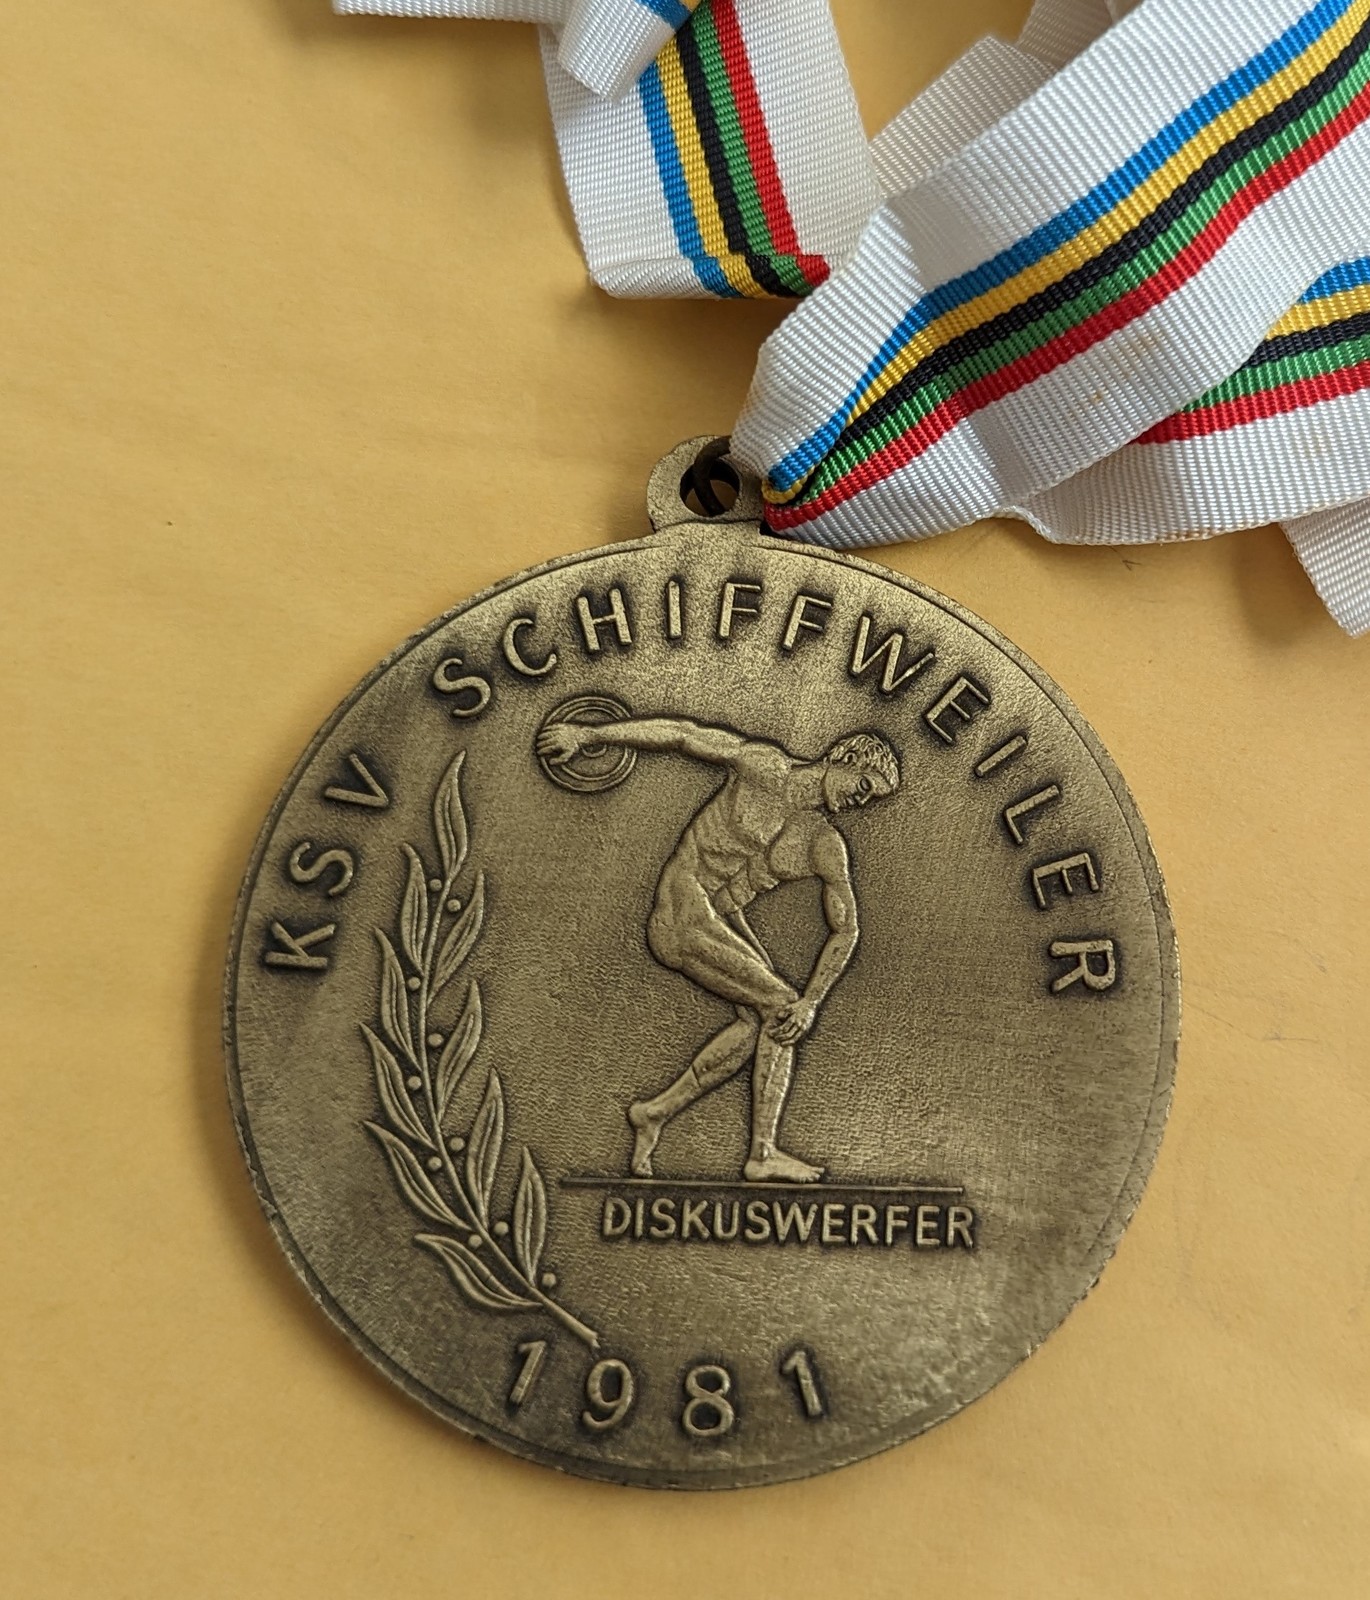 KSV SCHIFFWEILER
DISKUSWERFER
1981